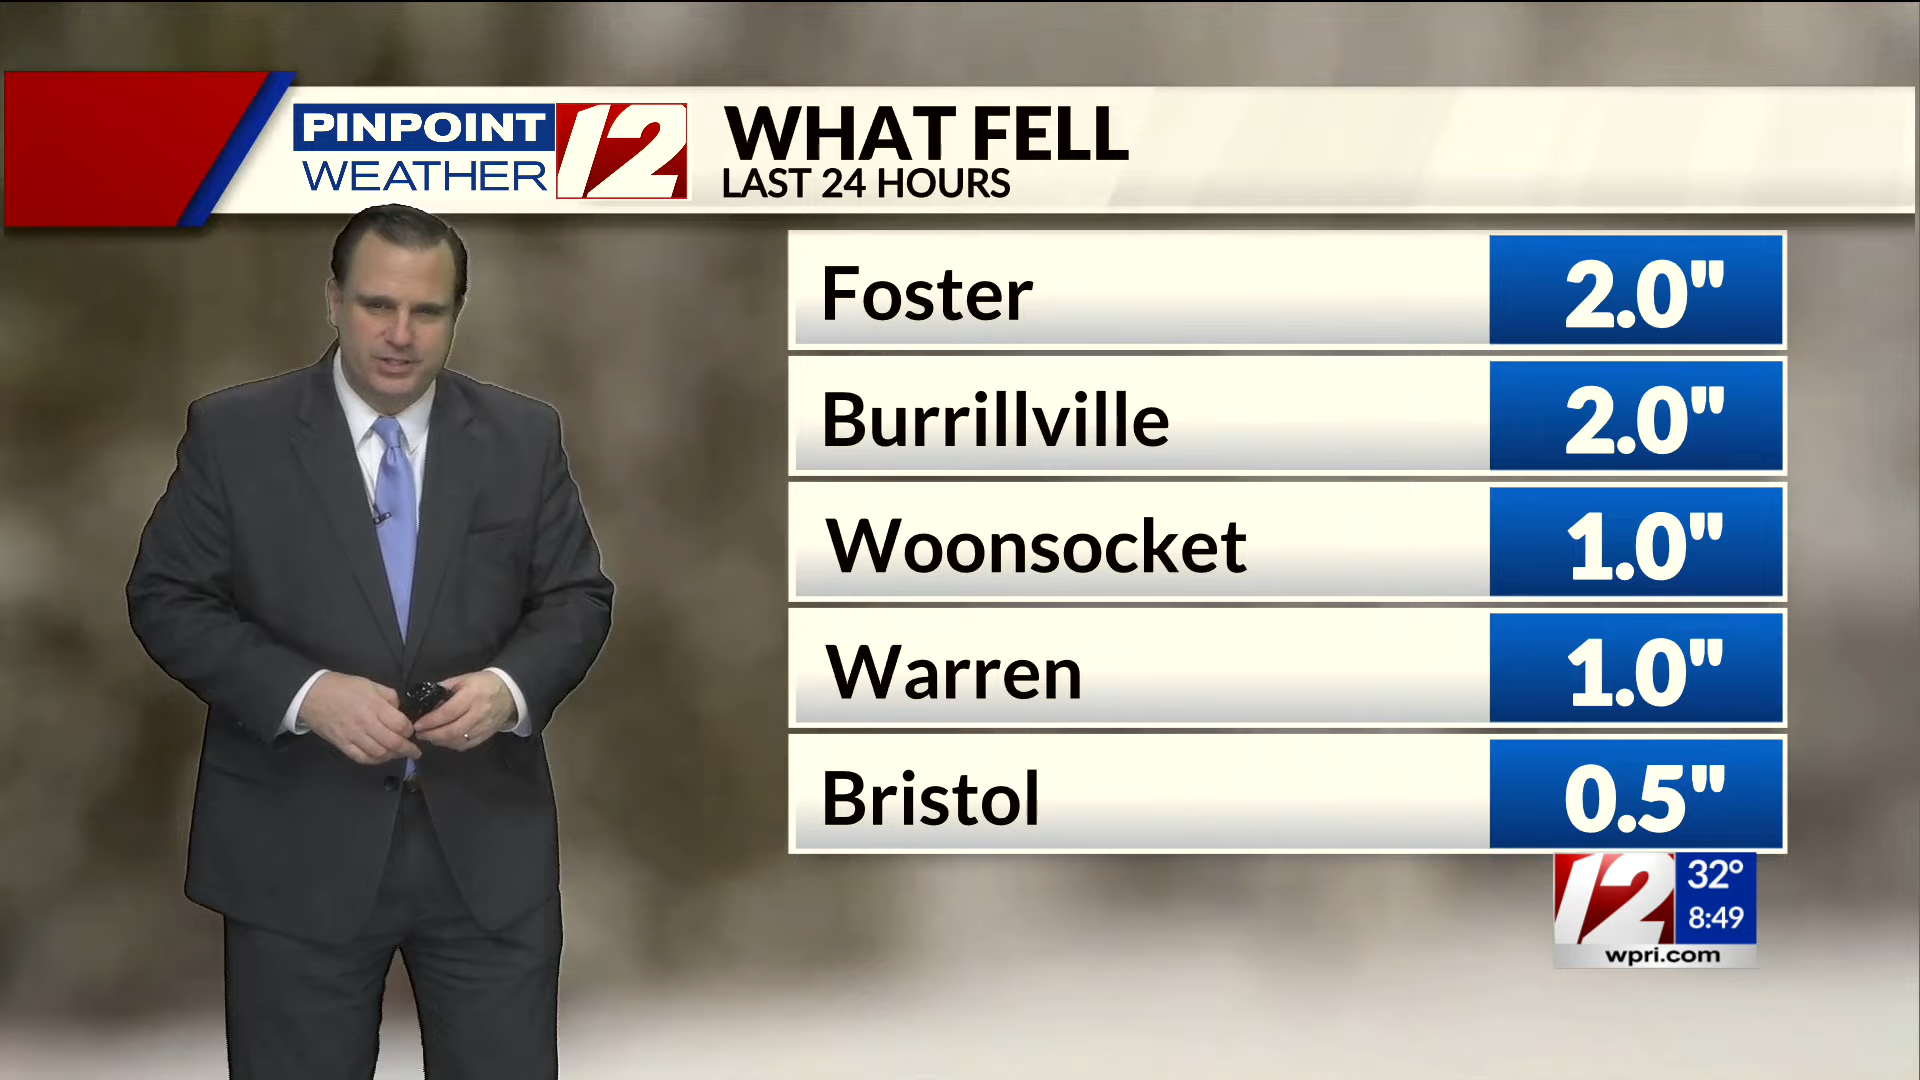 PINPOINT
WEATHER
12
WHAT FELL
LAST 24 HOURS
Foster 2.0"
Burrillville 2.0"
Woonsocket 1.0"
Warren 1.0"
Bristol 0.5"
12
32°
8:49
wpri.com